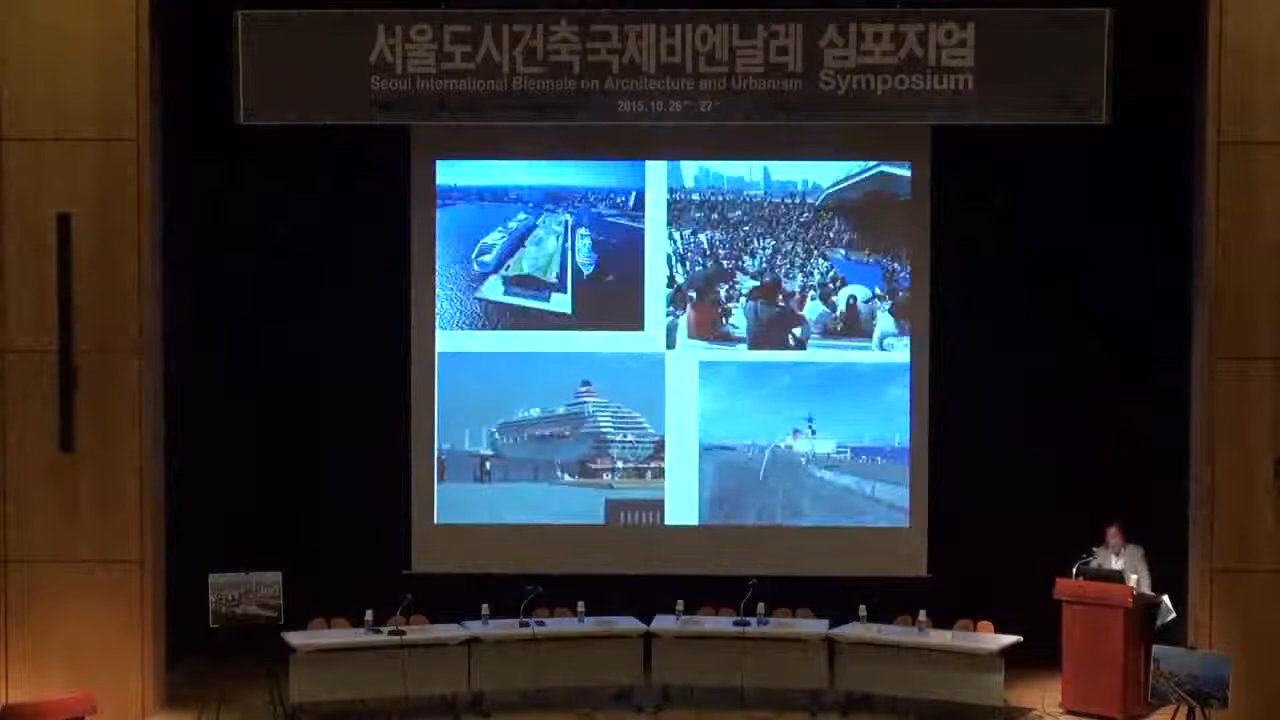 서울도시건축국제비엔날레 심포지엄
Seoul International Biennale on Architecture and Urbanism Symposium
2015.10.26 27